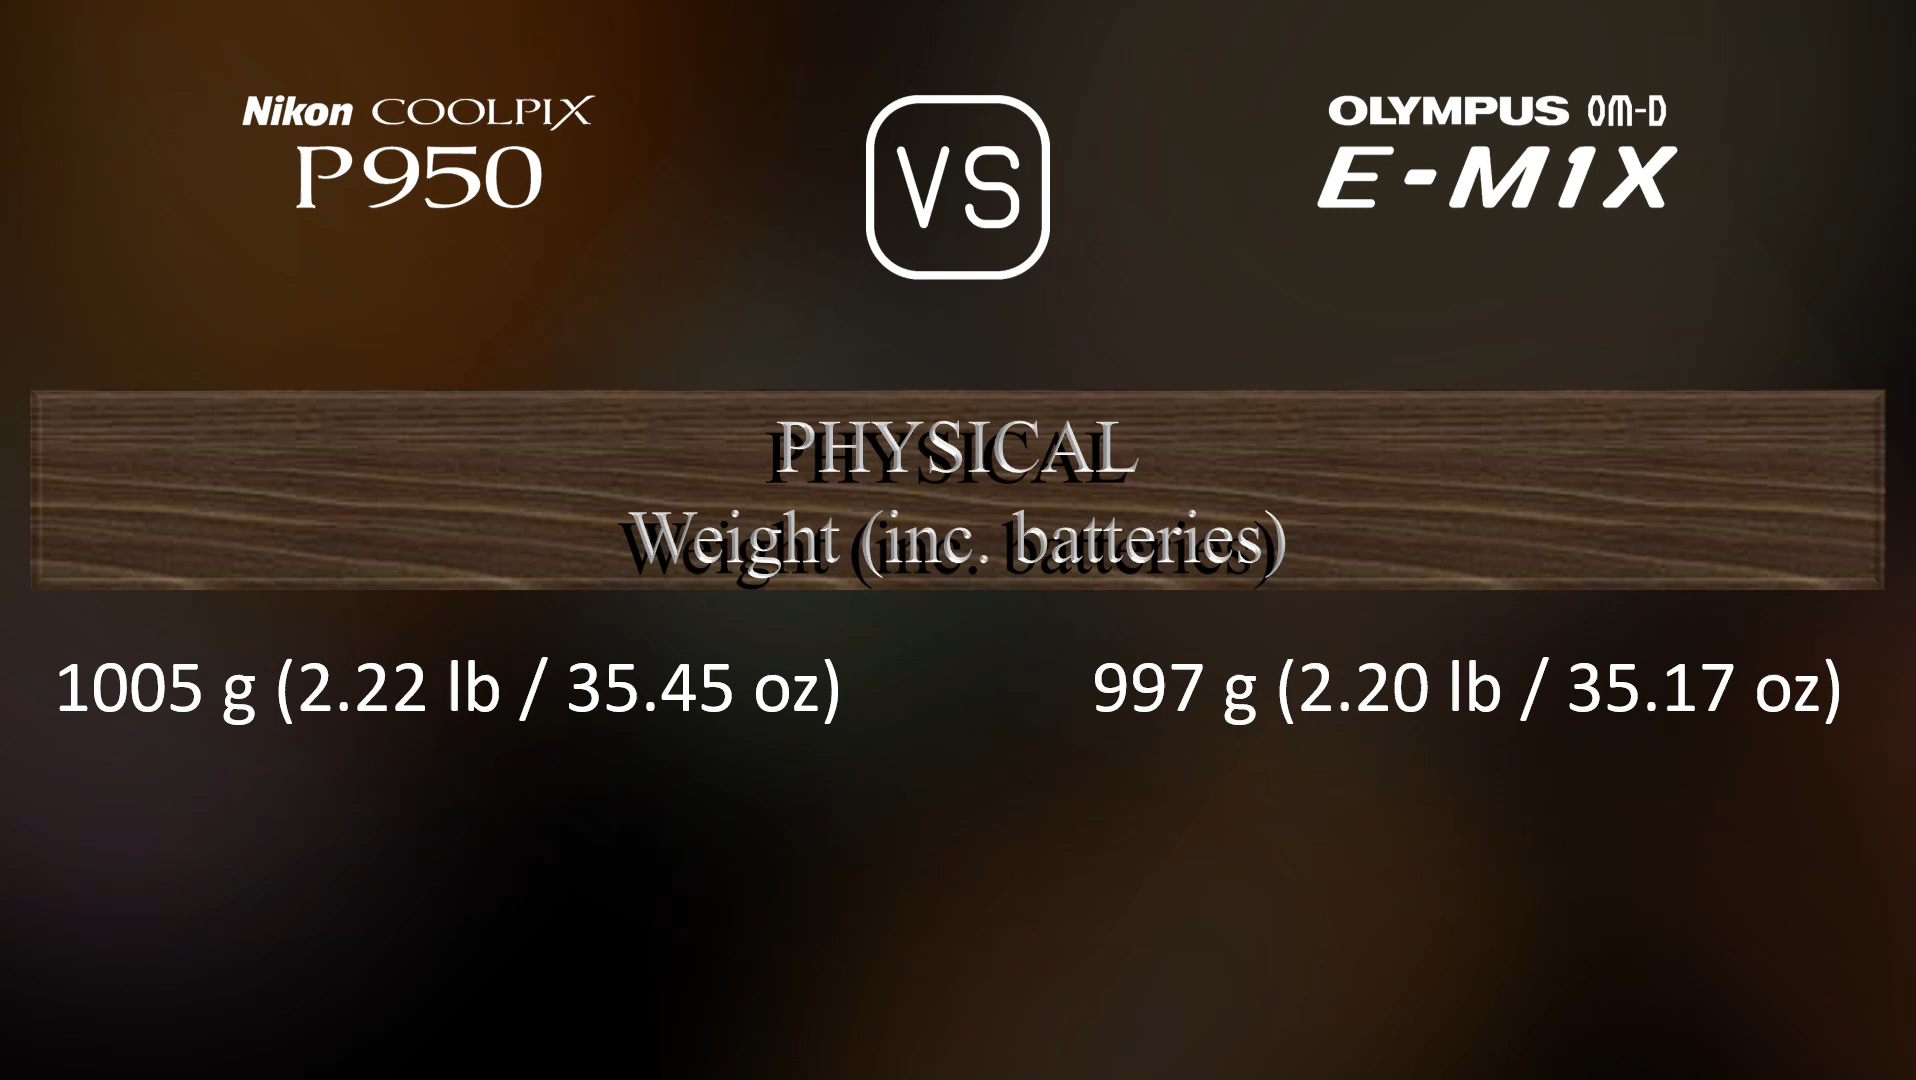 Nikon COOLPIX
P950
VS
OLYMPUS OM-D
E-M1X
PHYSICAL
Weight (inc. batteries)
1005 g (2.22 lb / 35.45 oz)
997 g (2.20 lb / 35.17 oz)